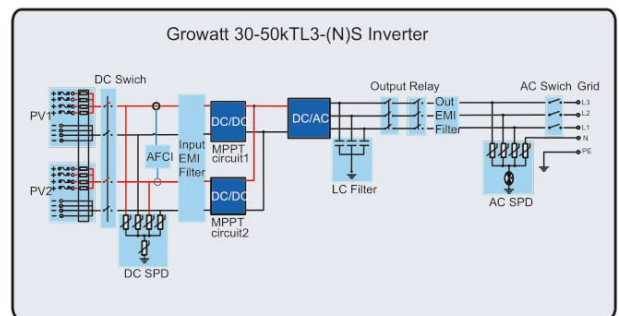 Growatt 30-50kTL3-(N)S Inverter
DC Swich
Output Relay
AC Swich Grid
PV1
PV2
AFCI
Input
EMI
Filter
DC/DC
MPPT
circuit1
DC/DC
MPPT
circuit2
DC/AC
LC Filter
Out
EMI
Filter
L3
L2
L1
N
PE
DC SPD
AC SPD